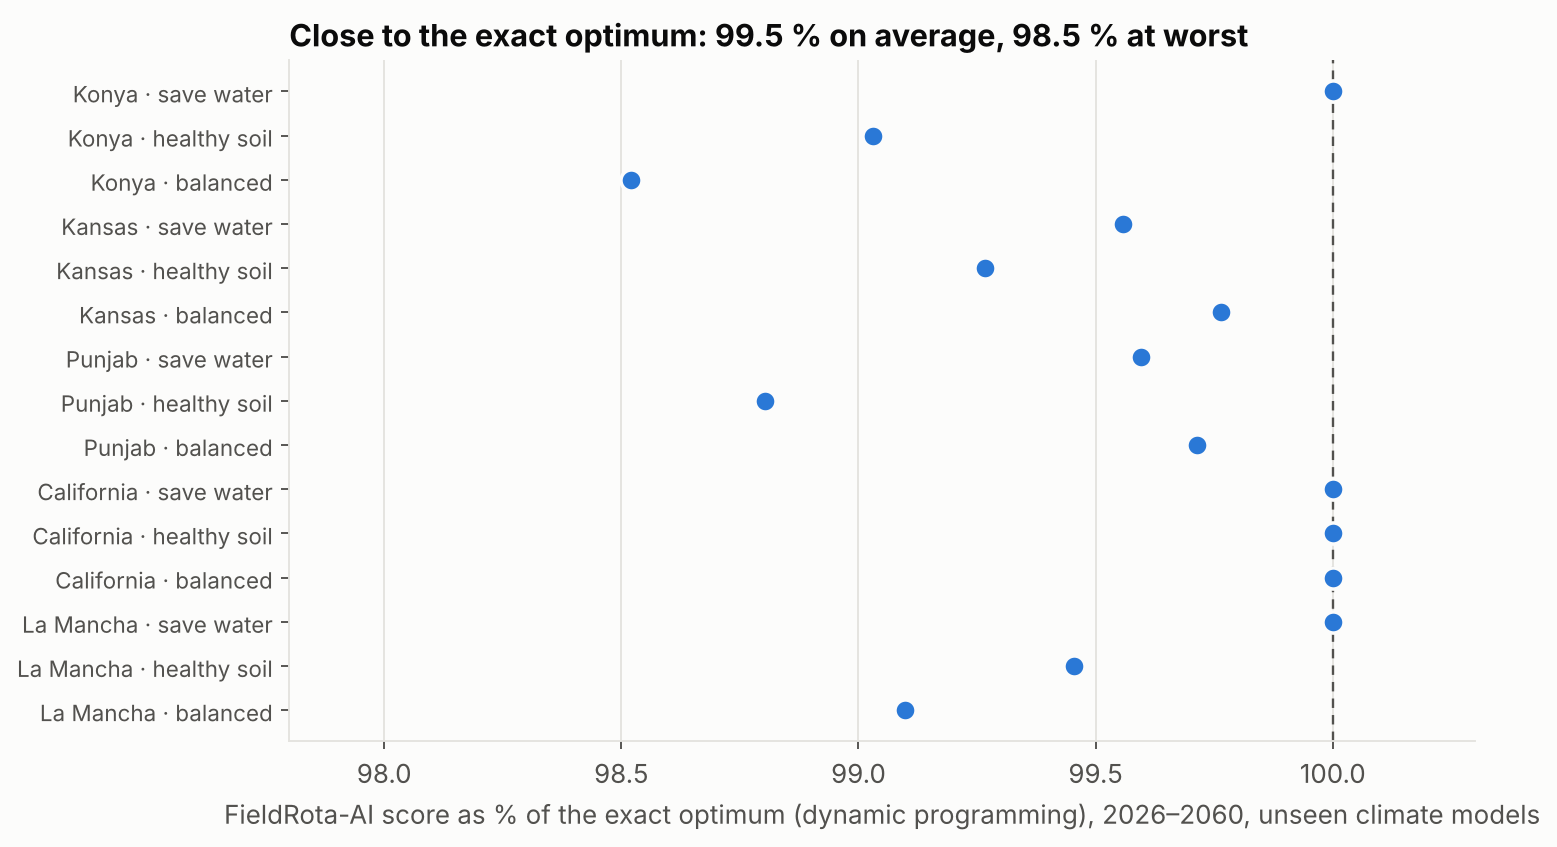 Close to the exact optimum: 99.5 % on average, 98.5 % at worst
Konya · save water
Konya · healthy soil
Konya · balanced
Kansas · save water
Kansas · healthy soil
Kansas · balanced
Punjab · save water
Punjab · healthy soil
Punjab · balanced
California · save water
California · healthy soil
California · balanced
La Mancha · save water
La Mancha · healthy soil
La Mancha · balanced
98.0 98.5 99.0 99.5 100.0
FieldRota-AI score as % of the exact optimum (dynamic programming), 2026–2060, unseen climate models